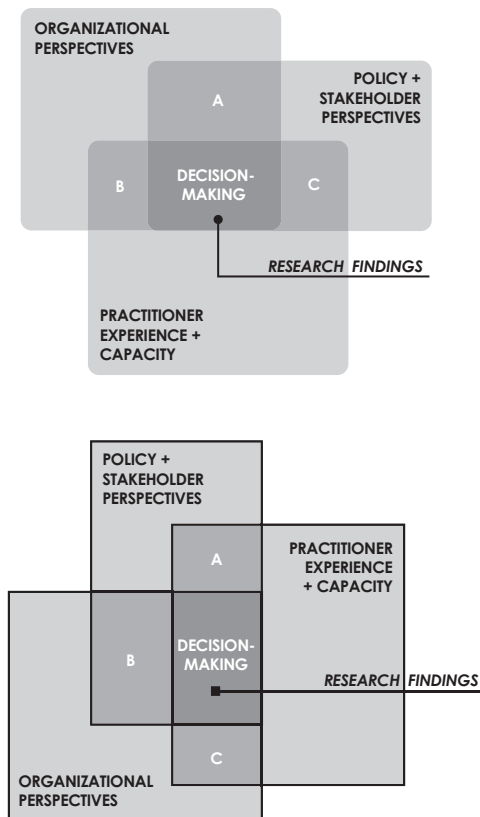 ORGANIZATIONAL
PERSPECTIVES
POLICY +
STAKEHOLDER
PERSPECTIVES
A
B
DECISION-
MAKING
C
RESEARCH FINDINGS
PRACTITIONER
EXPERIENCE +
CAPACITY
POLICY +
STAKEHOLDER
PERSPECTIVES
A
PRACTITIONER
EXPERIENCE
+ CAPACITY
B
DECISION-
MAKING
RESEARCH FINDINGS
C
ORGANIZATIONAL
PERSPECTIVES